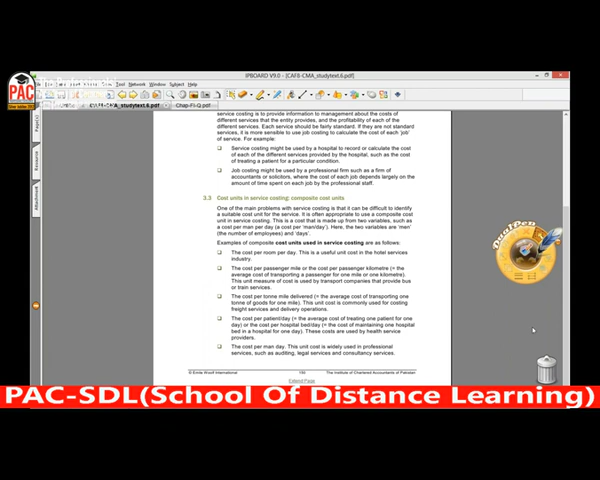 IPBOARD V9.0 - [CAF8-CMA_studytext.6.pdf]
Tool Network Window Subject Help
PAC
CAF8-CMA_studytext.6.pdf
Chap-FI-Q.pdf
Page(s)
Resource
Attachment
service costing is to provide information to management about the costs of
different services that the entity provides, and the profitability of each of the
different services. Each service should be fairly standard. If they are not standard
services, it is more sensible to use job costing to calculate the cost of each 'job'
of service. For example:
Service costing might be used by a hospital to record or calculate the cost
of each of the different services provided by the hospital, such as the cost
of treating a patient for a particular condition.
Job costing might be used by a professional firm such as a firm of
accountants or solicitors, where the cost of each job depends largely on the
amount of time spent on each job by the professional staff.
3.3 Cost units in service costing: composite cost units
One of the main problems with service costing is that it can be difficult to identify
a suitable cost unit for the service. It is often appropriate to use a composite cost
unit in service costing. This is a cost that is made up from two variables, such as
a cost per man per day (a cost per 'man/day'). Here, the two variables are 'men'
(the number of employees) and 'days'.
Examples of composite cost units used in service costing are as follows:
The cost per room per day. This is a useful unit cost in the hotel services
industry.
The cost per passenger mile or the cost per passenger kilometre (= the
average cost of transporting a passenger for one mile or one kilometre).
This unit measure of cost is used by transport companies that provide bus
or train services.
The cost per tonne mile delivered (= the average cost of transporting one
tonne of goods for one mile). This unit cost is commonly used for costing
freight services and delivery operations.
The cost per patient/day (= the average cost of treating one patient for one
day) or the cost per hospital bed/day (= the cost of maintaining one hospital
bed in a hospital for one day). These costs are used by health service
providers.
The cost per man day. This unit cost is widely used in professional
services, such as auditing, legal services and consultancy services.
© Emile Woolf International 150 The Institute of Chartered Accountants of Pakistan
Extend Page
DualPen
PAC-SDL(School Of Distance Learning)